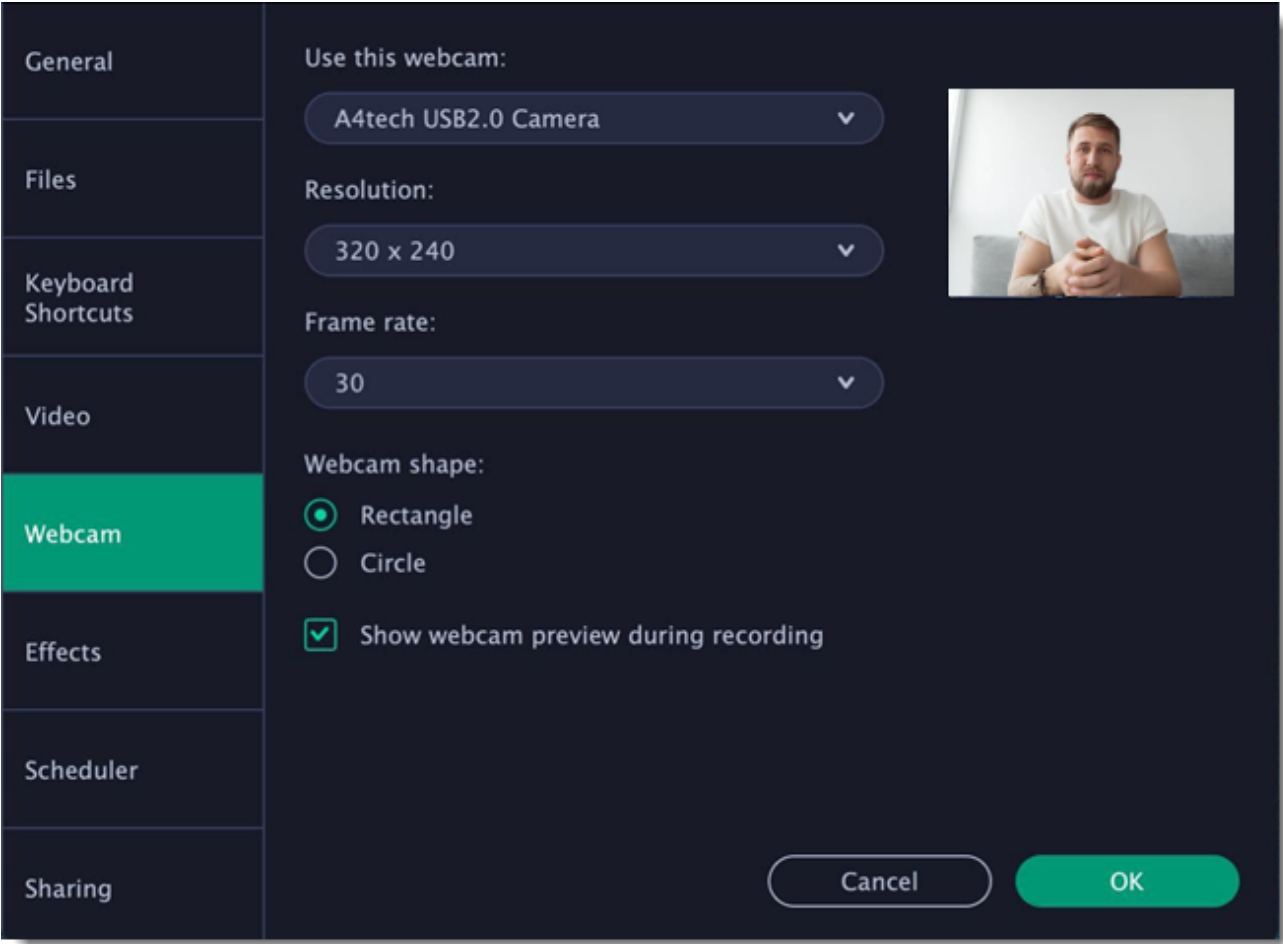 General
Files
Keyboard
Shortcuts
Video
Webcam
Effects
Scheduler
Sharing
Use this webcam:
A4tech USB2.0 Camera
Resolution:
320 x 240
Frame rate:
30
Webcam shape:
Rectangle
Circle
Show webcam preview during recording
Cancel
OK